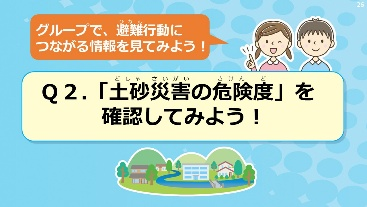 グループで、避難行動に
つながる情報を見てみよう！
Ｑ２.「土砂災害の危険度」を
確認してみよう！